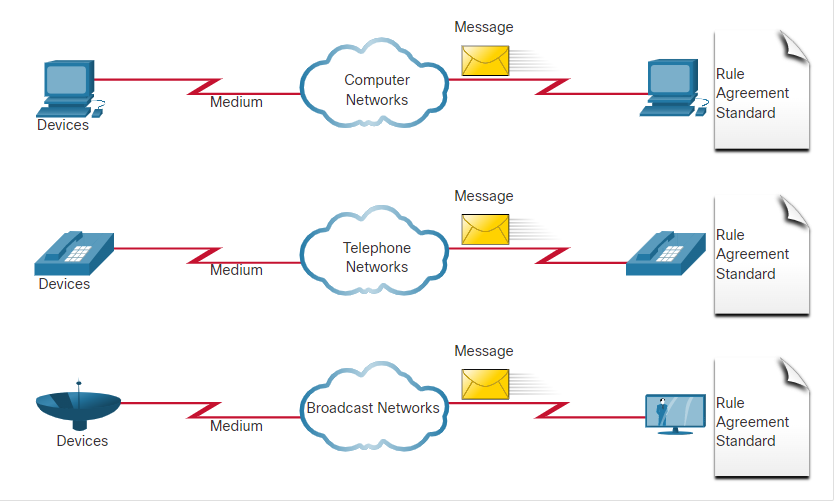 Message
Computer
Networks
Medium
Devices
Rule
Agreement
Standard
Message
Telephone
Networks
Medium
Devices
Rule
Agreement
Standard
Message
Broadcast Networks
Medium
Devices
Rule
Agreement
Standard